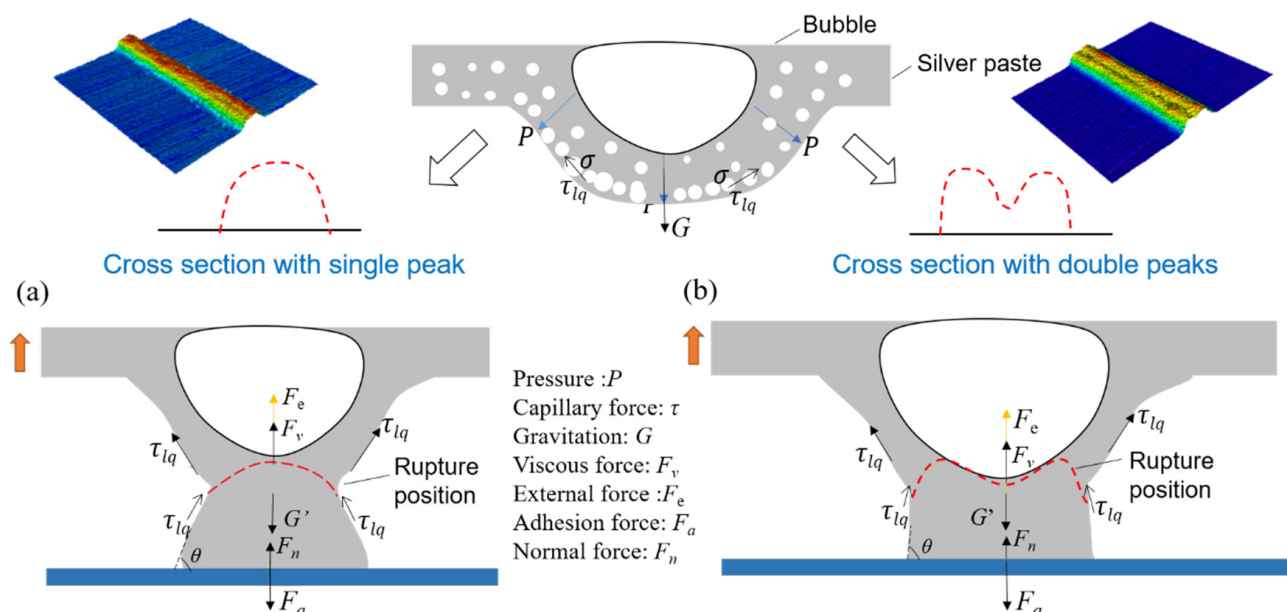 Bubble
Silver paste
P
P
σ
σ
τlq
τlq
G
Cross section with single peak
Cross section with double peaks
(a)
(b)
Fe
Fv
τlq
τlq
Rupture
position
τlq
τlq
G’
Fn
θ
Fa
Pressure :P
Capillary force: τ
Gravitation: G
Viscous force: Fv
External force :Fe
Adhesion force: Fa
Normal force: Fn
Fe
Fv
τlq
τlq
Rupture
position
τlq
τlq
G’
Fn
θ
Fa